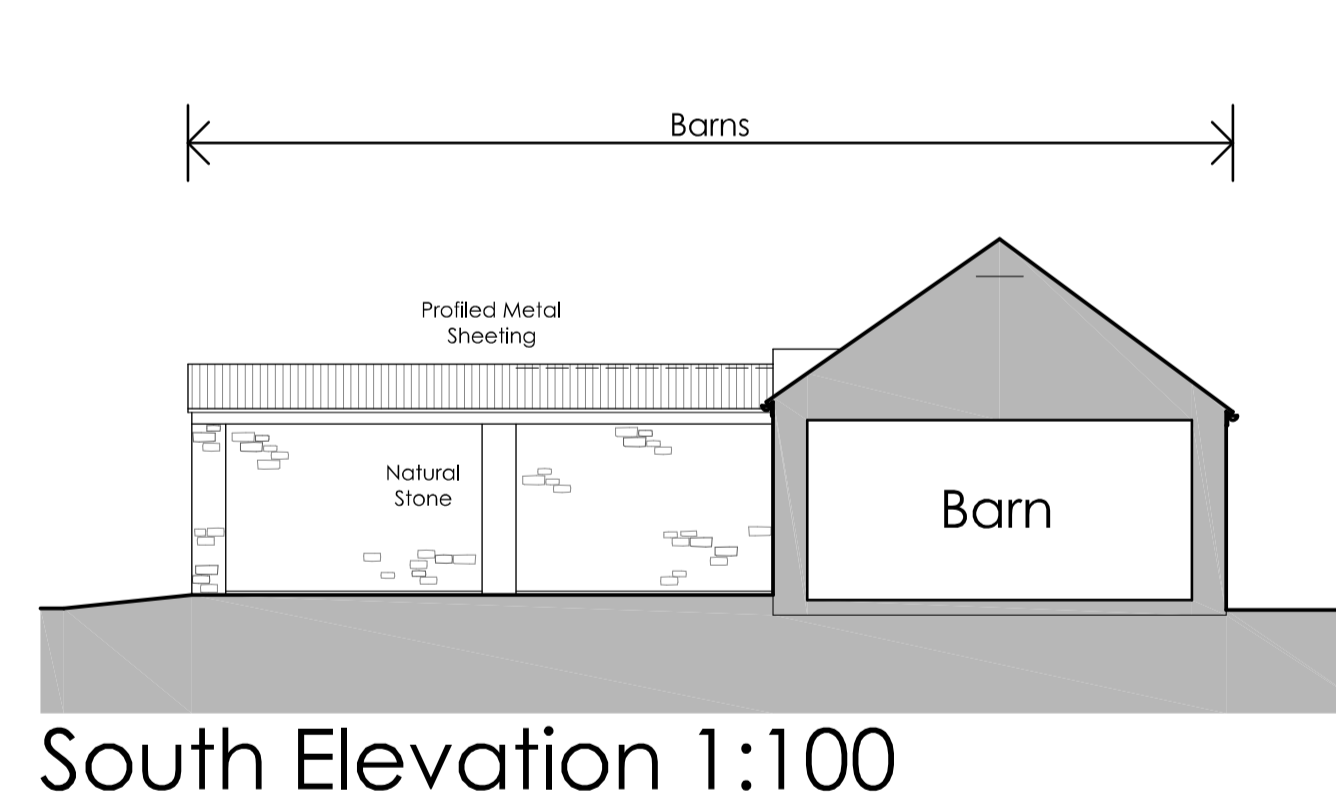 Barns
Profiled Metal
Sheeting
Natural
Stone
Barn
South Elevation 1:100